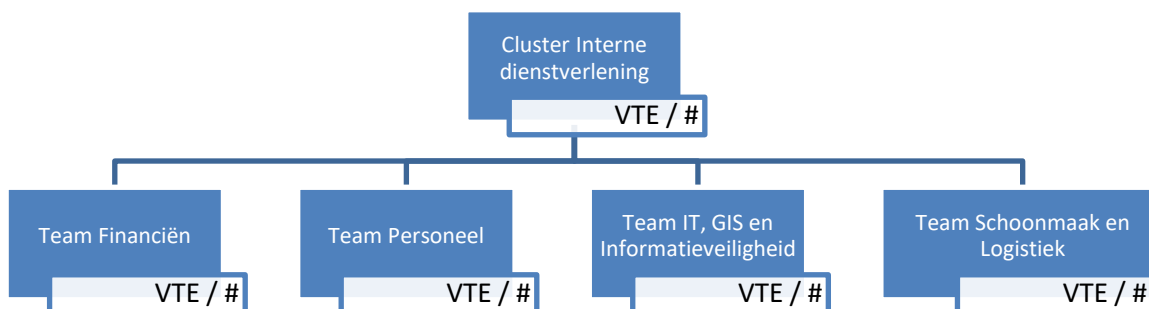 Cluster Interne
dienstverlening
VTE / #
Team Financiën
VTE / #
Team Personeel
VTE / #
Team IT, GIS en
Informatieveiligheid
VTE / #
Team Schoonmaak en
Logistiek
VTE / #